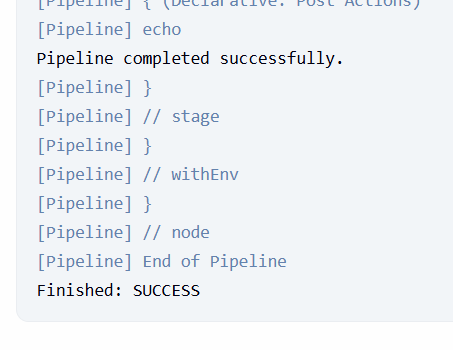 [Pipeline] { (Declarative: Post Actions)
[Pipeline] echo
Pipeline completed successfully.
[Pipeline] }
[Pipeline] // stage
[Pipeline] }
[Pipeline] // withEnv
[Pipeline] }
[Pipeline] // node
[Pipeline] End of Pipeline
Finished: SUCCESS